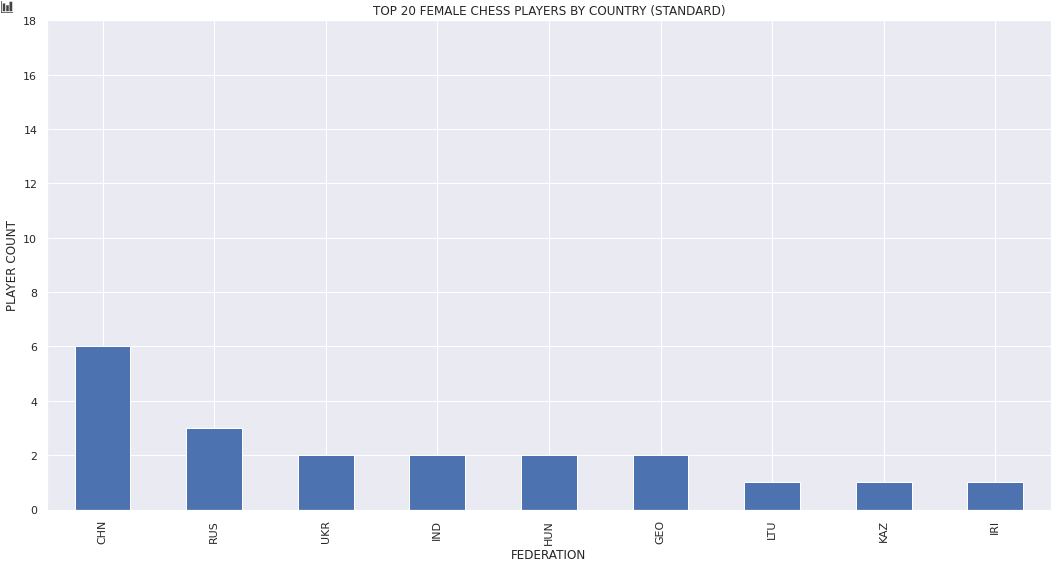 TOP 20 FEMALE CHESS PLAYERS BY COUNTRY (STANDARD)
18
16
14
12
10
8
6
4
2
0
PLAYER COUNT
CHN
RUS
UKR
IND
HUN
GEO
LTU
KAZ
IRI
FEDERATION